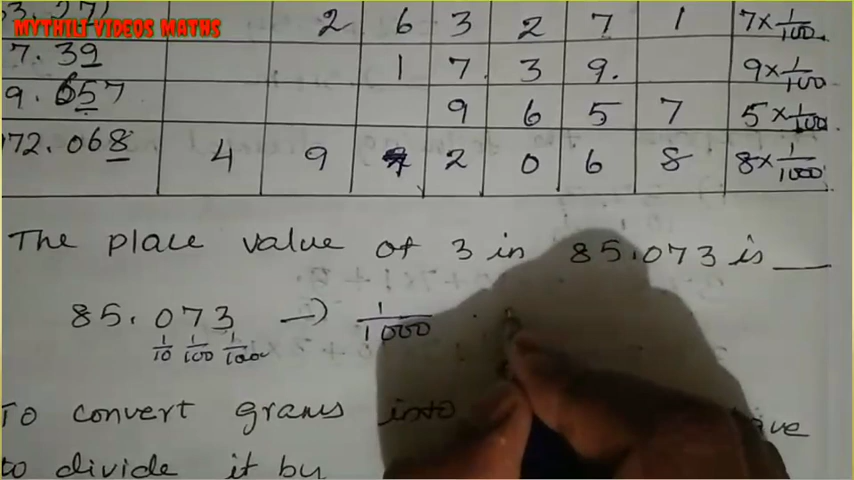 MYTHILI VIDEOS MATHS
2 6 3 2 7 1 7×1/100
7.39 1 7 3 9. 9×1/100
9.657 9 6 5 7 5×1/100
972.068 4 9 7 2 0 6 8 8×1/1000
The place value of 3 in 85.073 is ___
85.073 → 1/1000
1/10 1/100 1/1000
To convert grams into
to divide it by